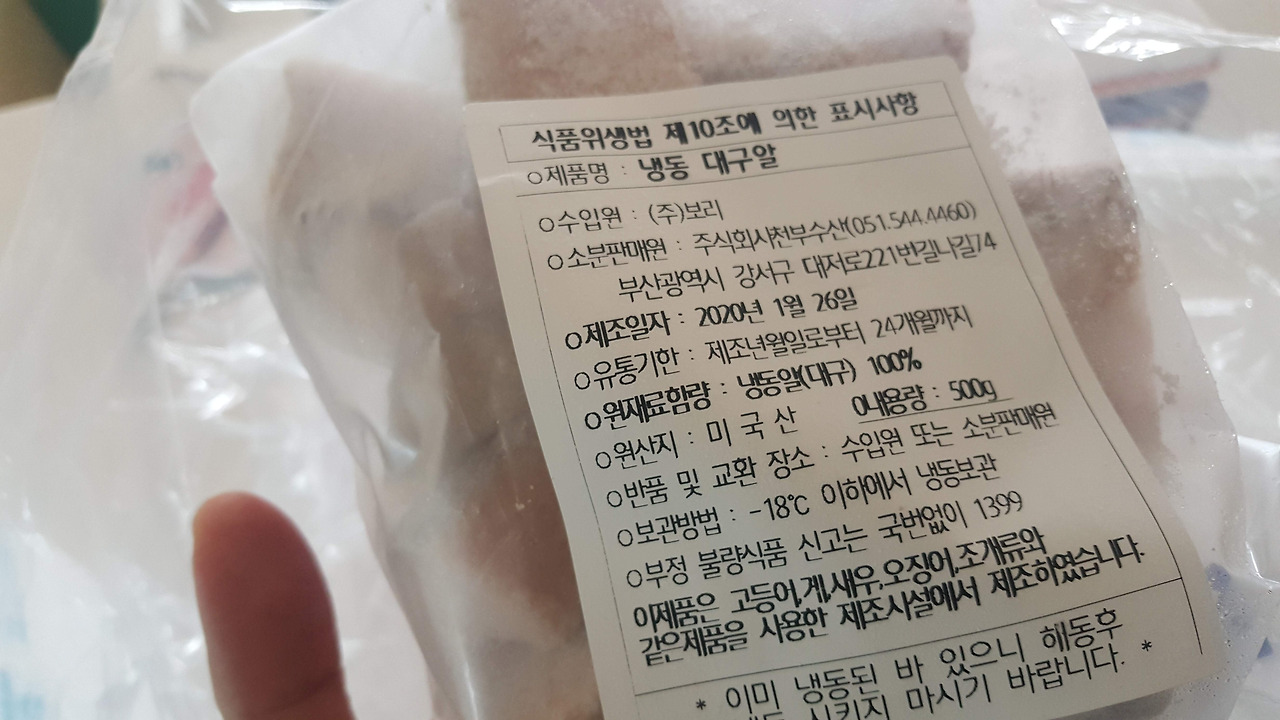 식품위생법 제10조에 의한 표시사항
○제품명 : 냉동 대구알
○수입원 : (주)보리
○소분판매원 : 주식회사천부수산(051.544.4460)
부산광역시 강서구 대저로221번길나길74
○제조일자 : 2020년 1월 26일
○유통기한 : 제조년월일로부터 24개월까지
○원재료함량 : 냉동알(대구) 100%
○원산지 : 미 국 산 0내용량 : 500g
○반품 및 교환 장소 : 수입원 또는 소분판매원
○보관방법 : -18℃ 이하에서 냉동보관
○부정 불량식품 신고는 국번없이 1399
이제품은 고등어,게,새우,오징어,조개류와
같은제품을 사용한 제조시설에서 제조하였습니다.
* 이미 냉동된 바 있으니 해동후
시키지 마시기 바랍니다. *